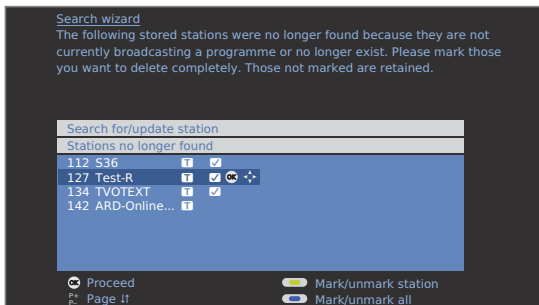 Search wizard
The following stored stations were no longer found because they are not
currently broadcasting a programme or no longer exist. Please mark those
you want to delete completely. Those not marked are retained.
Search for/update station
Stations no longer found
112 S36 T
127 Test-R T OK
134 TVOTEXT T
142 ARD-Online... T
OK Proceed Mark/unmark station
P+ P– Page Mark/unmark all